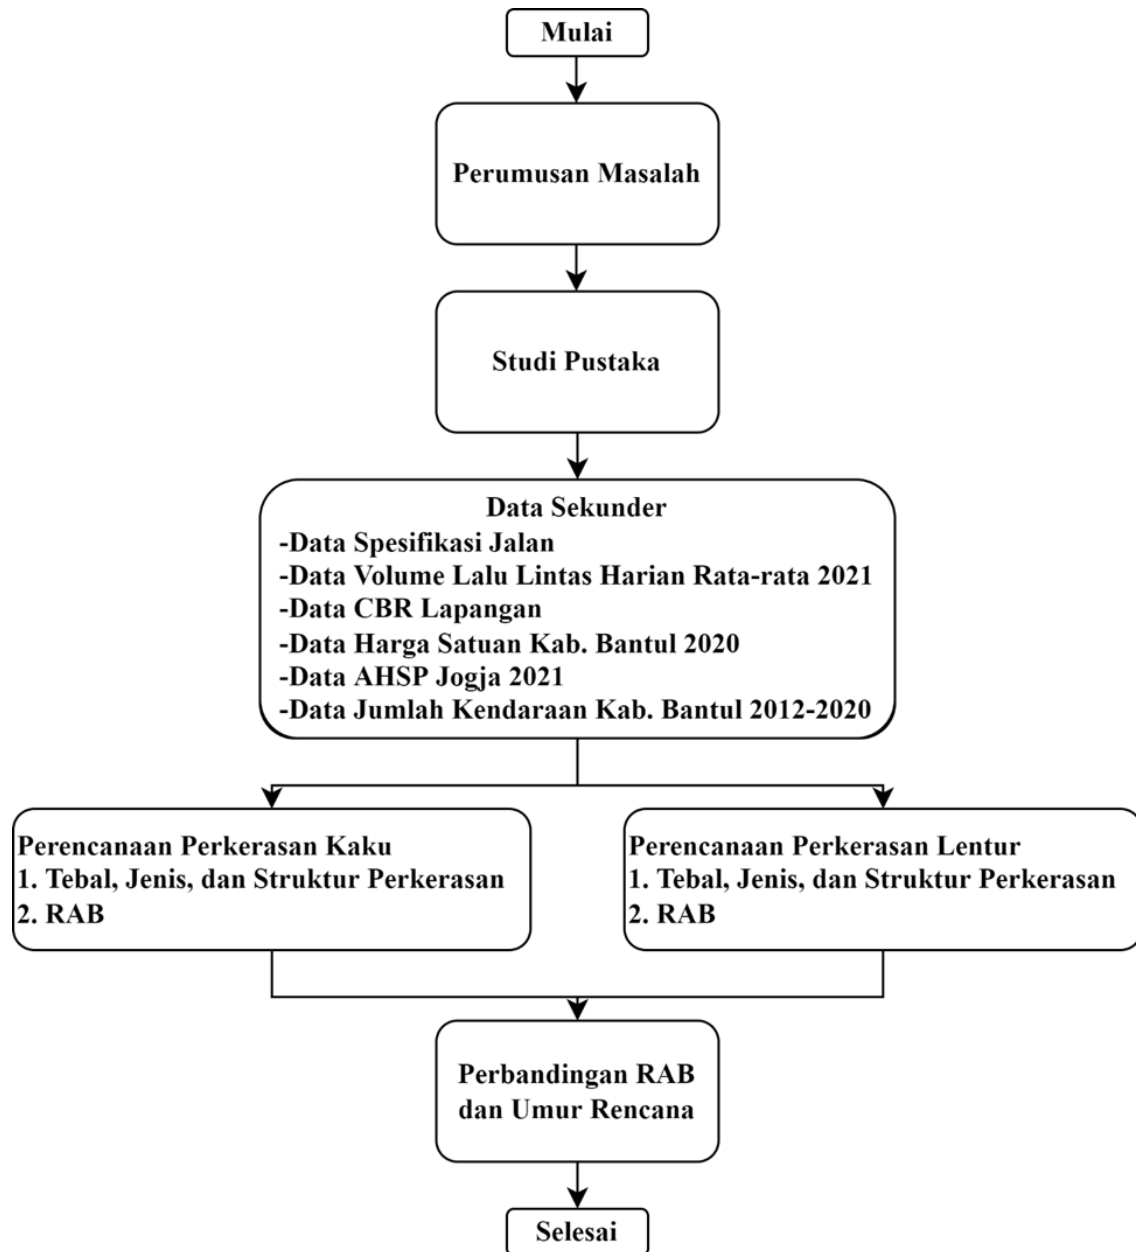 Mulai
Perumusan Masalah
Studi Pustaka
Data Sekunder
-Data Spesifikasi Jalan
-Data Volume Lalu Lintas Harian Rata-rata 2021
-Data CBR Lapangan
-Data Harga Satuan Kab. Bantul 2020
-Data AHSP Jogja 2021
-Data Jumlah Kendaraan Kab. Bantul 2012-2020
Perencanaan Perkerasan Kaku
1. Tebal, Jenis, dan Struktur Perkerasan
2. RAB
Perencanaan Perkerasan Lentur
1. Tebal, Jenis, dan Struktur Perkerasan
2. RAB
Perbandingan RAB
dan Umur Rencana
Selesai